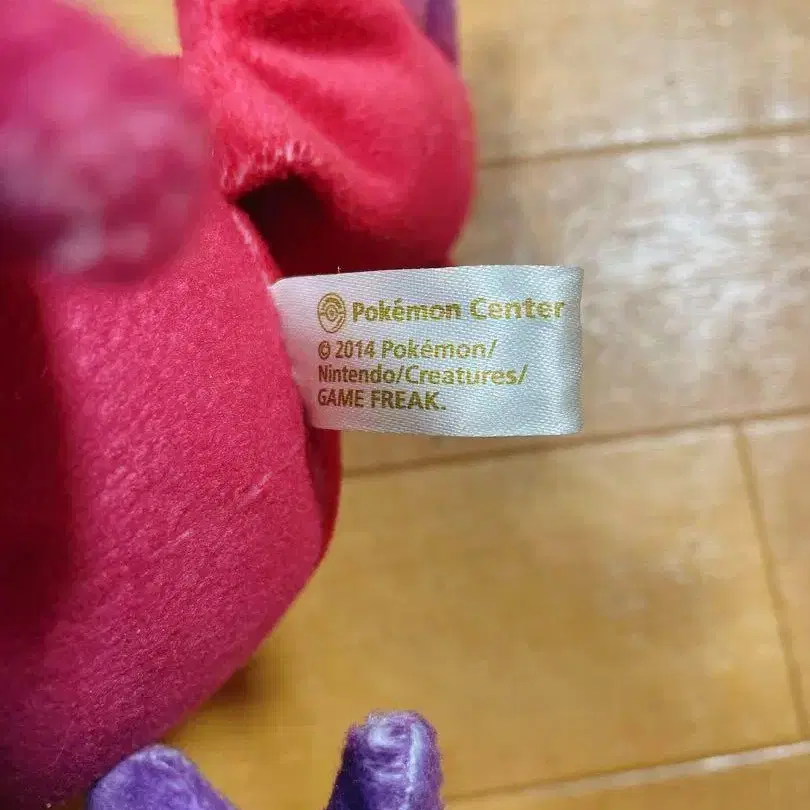 Pokémon Center
© 2014 Pokémon/
Nintendo/Creatures/
GAME FREAK.